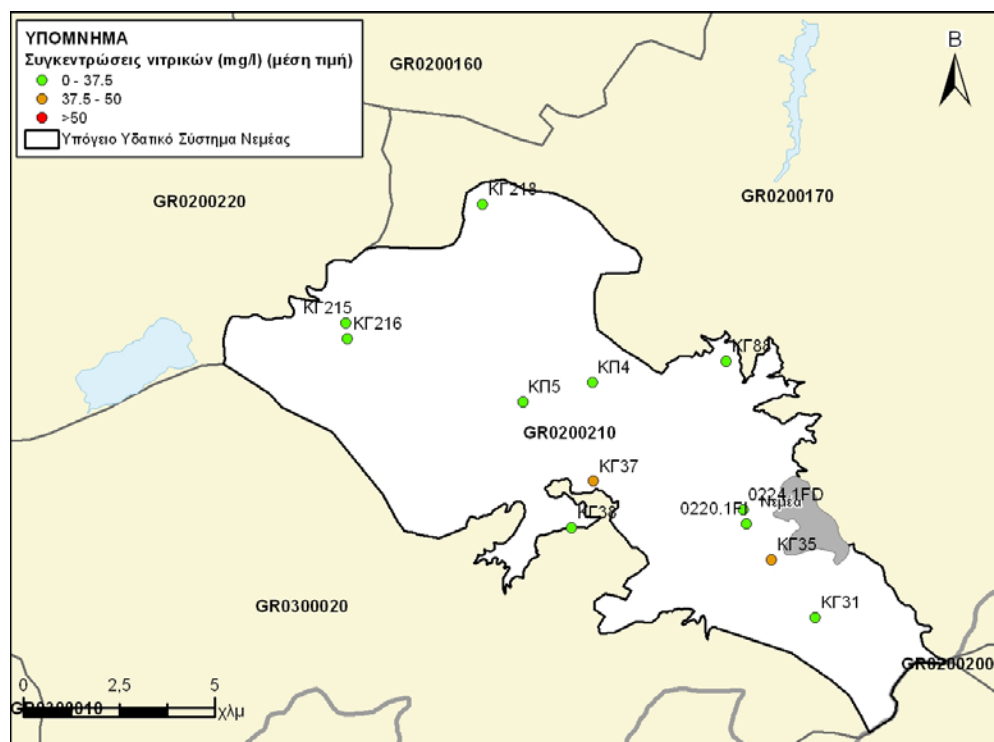 ΥΠΟΜΝΗΜΑ
Συγκεντρώσεις νιτρικών (mg/l) (μέση τιμή)
0 - 37.5
37.5 - 50
>50
Υπόγειο Υδατικό Σύστημα Νεμέας
GR0200160
Β
GR0200220
ΚΓ218
GR0200170
ΚΓ215
ΚΓ216
ΚΓ88
ΚΠ4
ΚΠ5
GR0200210
ΚΓ37
0224.1FD
Νεμέα
0220.1FI
ΚΓ38
ΚΓ35
GR0300020
ΚΓ31
GR0200200
0 2,5 5
χλμ
GR0300010